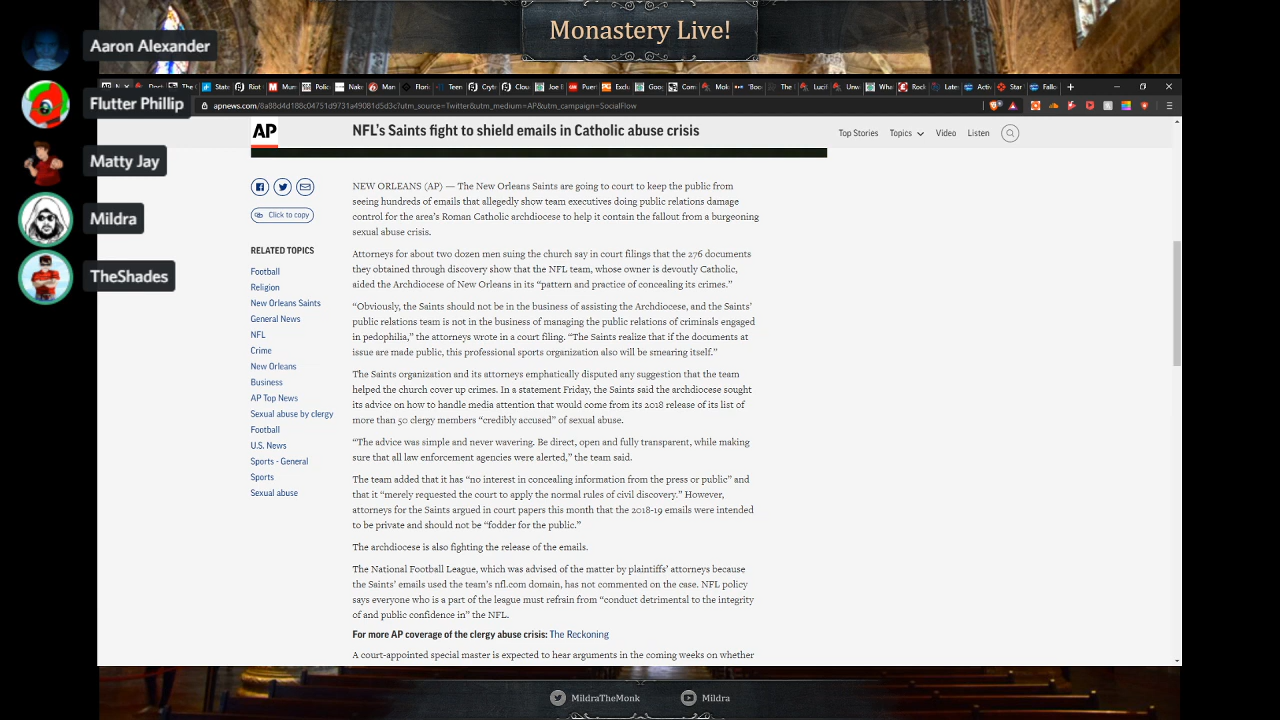 Monastery Live!
Aaron Alexander
Flutter Phillip
Matty Jay
Mildra
TheShades
apnews.com/8a88d4d188c04751d9731a49081d5d3c?utm_source=Twitter&utm_medium=AP&utm_campaign=SocialFlow
AP
NFL's Saints fight to shield emails in Catholic abuse crisis
Top Stories Topics Video Listen
Click to copy
RELATED TOPICS
Football
Religion
New Orleans Saints
General News
NFL
Crime
New Orleans
Business
AP Top News
Sexual abuse by clergy
Football
U.S. News
Sports - General
Sports
Sexual abuse
NEW ORLEANS (AP) — The New Orleans Saints are going to court to keep the public from
seeing hundreds of emails that allegedly show team executives doing public relations damage
control for the area's Roman Catholic archdiocese to help it contain the fallout from a burgeoning
sexual abuse crisis.
Attorneys for about two dozen men suing the church say in court filings that the 276 documents
they obtained through discovery show that the NFL team, whose owner is devoutly Catholic,
aided the Archdiocese of New Orleans in its “pattern and practice of concealing its crimes.”
“Obviously, the Saints should not be in the business of assisting the Archdiocese, and the Saints’
public relations team is not in the business of managing the public relations of criminals engaged
in pedophilia,” the attorneys wrote in a court filing. “The Saints realize that if the documents at
issue are made public, this professional sports organization also will be smearing itself.”
The Saints organization and its attorneys emphatically disputed any suggestion that the team
helped the church cover up crimes. In a statement Friday, the Saints said the archdiocese sought
its advice on how to handle media attention that would come from its 2018 release of its list of
more than 50 clergy members “credibly accused” of sexual abuse.
“The advice was simple and never wavering. Be direct, open and fully transparent, while making
sure that all law enforcement agencies were alerted,” the team said.
The team added that it has “no interest in concealing information from the press or public” and
that it “merely requested the court to apply the normal rules of civil discovery.” However,
attorneys for the Saints argued in court papers this month that the 2018-19 emails were intended
to be private and should not be “fodder for the public.”
The archdiocese is also fighting the release of the emails.
The National Football League, which was advised of the matter by plaintiffs’ attorneys because
the Saints’ emails used the team’s nfl.com domain, has not commented on the case. NFL policy
says everyone who is a part of the league must refrain from “conduct detrimental to the integrity
of and public confidence in” the NFL.
For more AP coverage of the clergy abuse crisis: The Reckoning
A court-appointed special master is expected to hear arguments in the coming weeks on whether
MildraTheMonk Mildra